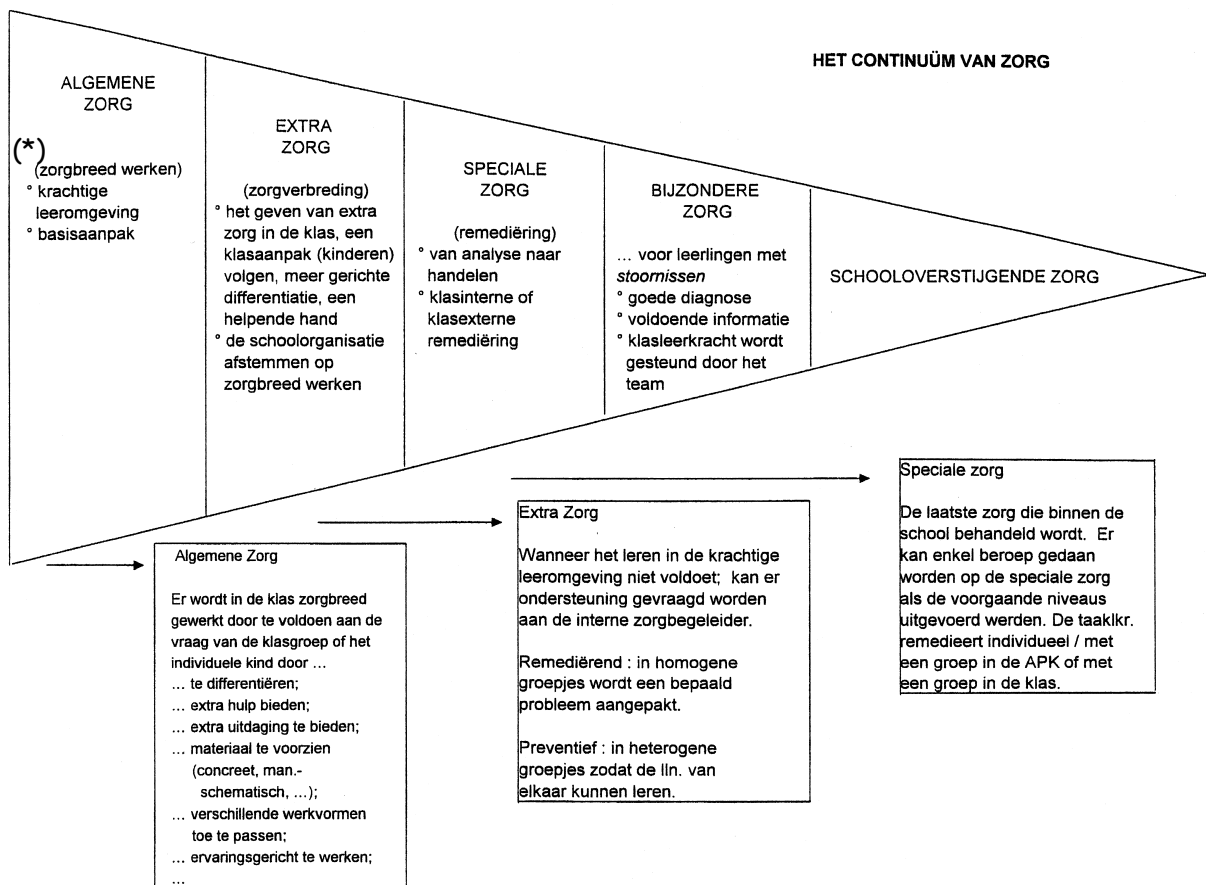 HET CONTINUÜM VAN ZORG
ALGEMENE
ZORG
(*)
(zorgbreed werken)
° krachtige
leeromgeving
° basisaanpak
EXTRA
ZORG
(zorgverbreding)
° het geven van extra
zorg in de klas, een
klasaanpak (kinderen)
volgen, meer gerichte
differentiatie, een
helpende hand
° de schoolorganisatie
afstemmen op
zorgbreed werken
SPECIALE
ZORG
(remediëring)
° van analyse naar
handelen
° klasinterne of
klasexterne
remediëring
BIJZONDERE
ZORG
... voor leerlingen met
stoornissen
° goede diagnose
° voldoende informatie
° klasleerkracht wordt
gesteund door het
team
SCHOOLOVERSTIJGENDE ZORG
Algemene Zorg
Er wordt in de klas zorgbreed
gewerkt door te voldoen aan de
vraag van de klasgroep of het
individuele kind door ...
... te differentiëren;
... extra hulp bieden;
... extra uitdaging te bieden;
... materiaal te voorzien
(concreet, man.-
schematisch, ...);
... verschillende werkvormen
toe te passen;
... ervaringsgericht te werken;
...
Extra Zorg
Wanneer het leren in de krachtige
leeromgeving niet voldoet; kan er
ondersteuning gevraagd worden
aan de interne zorgbegeleider.
Remediërend : in homogene
groepjes wordt een bepaald
probleem aangepakt.
Preventief : in heterogene
groepjes zodat de lln. van
elkaar kunnen leren.
Speciale zorg
De laatste zorg die binnen de
school behandeld wordt. Er
kan enkel beroep gedaan
worden op de speciale zorg
als de voorgaande niveaus
uitgevoerd werden. De taaklkr.
remedieert individueel / met
een groep in de APK of met
een groep in de klas.